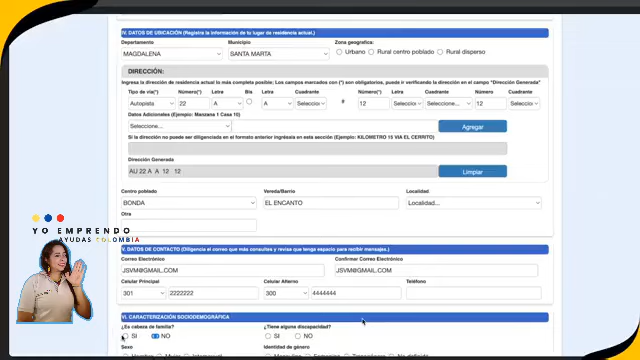 IV. DATOS DE UBICACIÓN (Registre la información de tu lugar de residencia actual.)
Departamento Municipio Zona geográfica:
MAGDALENA SANTA MARTA Urbano Rural centro poblado Rural disperso
DIRECCIÓN:
Ingresa la dirección de residencia actual lo más completa posible; Los campos marcados con (*) son obligatorios, puede ir verificando la dirección en el campo "Dirección Generada"
Tipo de vía(*) Número(*) Letra Bis Letra Cuadrante Número(*) Letra Cuadrante Número Cuadrante
Autopista 22 A A Seleccio # 12 Selecció Seleccione... 12 Seleccio
Datos Adicionales (Ejemplo: Manzana 1 Casa 10)
Seleccione... Agregar
Si la dirección no puede ser diligenciada en el formato anterior ingrésala en esta sección (Ejemplo: KILOMETRO 15 VIA EL CERRITO)
Dirección Generada
AU 22 A A 12 12 Limpiar
Centro poblado Vereda/Barrio Localidad
BONDA EL ENCANTO Localidad...
Otra
YO EMPRENDO
AYUDAS COLOMBIA
V. DATOS DE CONTACTO (Diligencia el correo que más consultes y revisa que tenga espacio para recibir mensajes.)
Correo Electrónico Confirmar Correo Electrónico
JSVM@GMAIL.COM JSVM@GMAIL.COM
Celular Principal Celular Alterno Teléfono
301 2222222 300 4444444
VI. CARACTERIZACIÓN SOCIODEMOGRÁFICA
¿Es cabeza de familia? ¿Tiene alguna discapacidad?
SI NO SI NO
Sexo Identidad de género